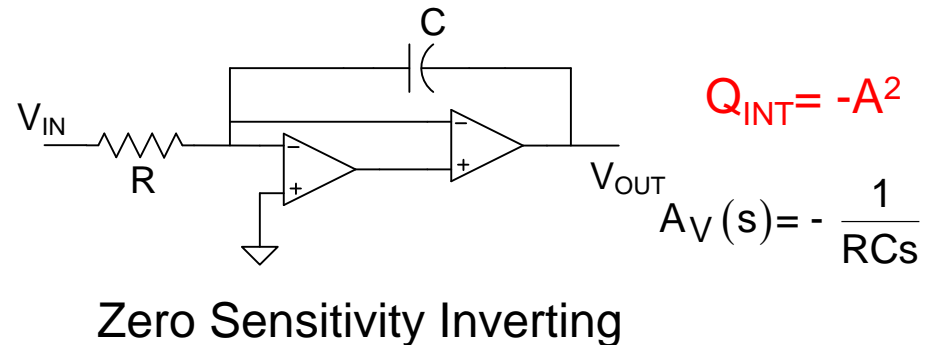 C
Q_INT= -A²
V_IN
R
V_OUT
A_V(s)= - 1/RCs
-
+
-
+
Zero Sensitivity Inverting